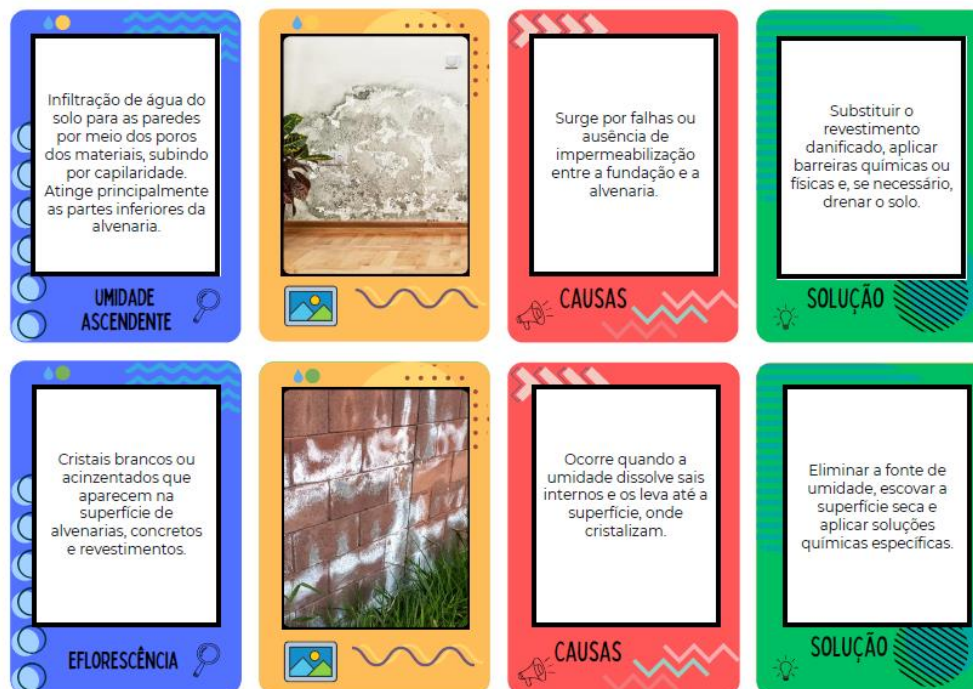 Infiltração de água do
solo para as paredes
por meio dos poros
dos materiais, subindo
por capilaridade.
Atinge principalmente
as partes inferiores da
alvenaria.
UMIDADE
ASCENDENTE
Surge por falhas ou
ausência de
impermeabilização
entre a fundação e a
alvenaria.
CAUSAS
Substituir o
revestimento
danificado, aplicar
barreiras químicas ou
físicas e, se necessário,
drenar o solo.
SOLUÇÃO
Cristais brancos ou
acinzentados que
aparecem na
superfície de
alvenarias, concretos
e revestimentos.
EFLORESCÊNCIA
Ocorre quando a
umidade dissolve sais
internos e os leva até a
superfície, onde
cristalizam.
CAUSAS
Eliminar a fonte de
umidade, escovar a
superfície seca e
aplicar soluções
químicas específicas.
SOLUÇÃO